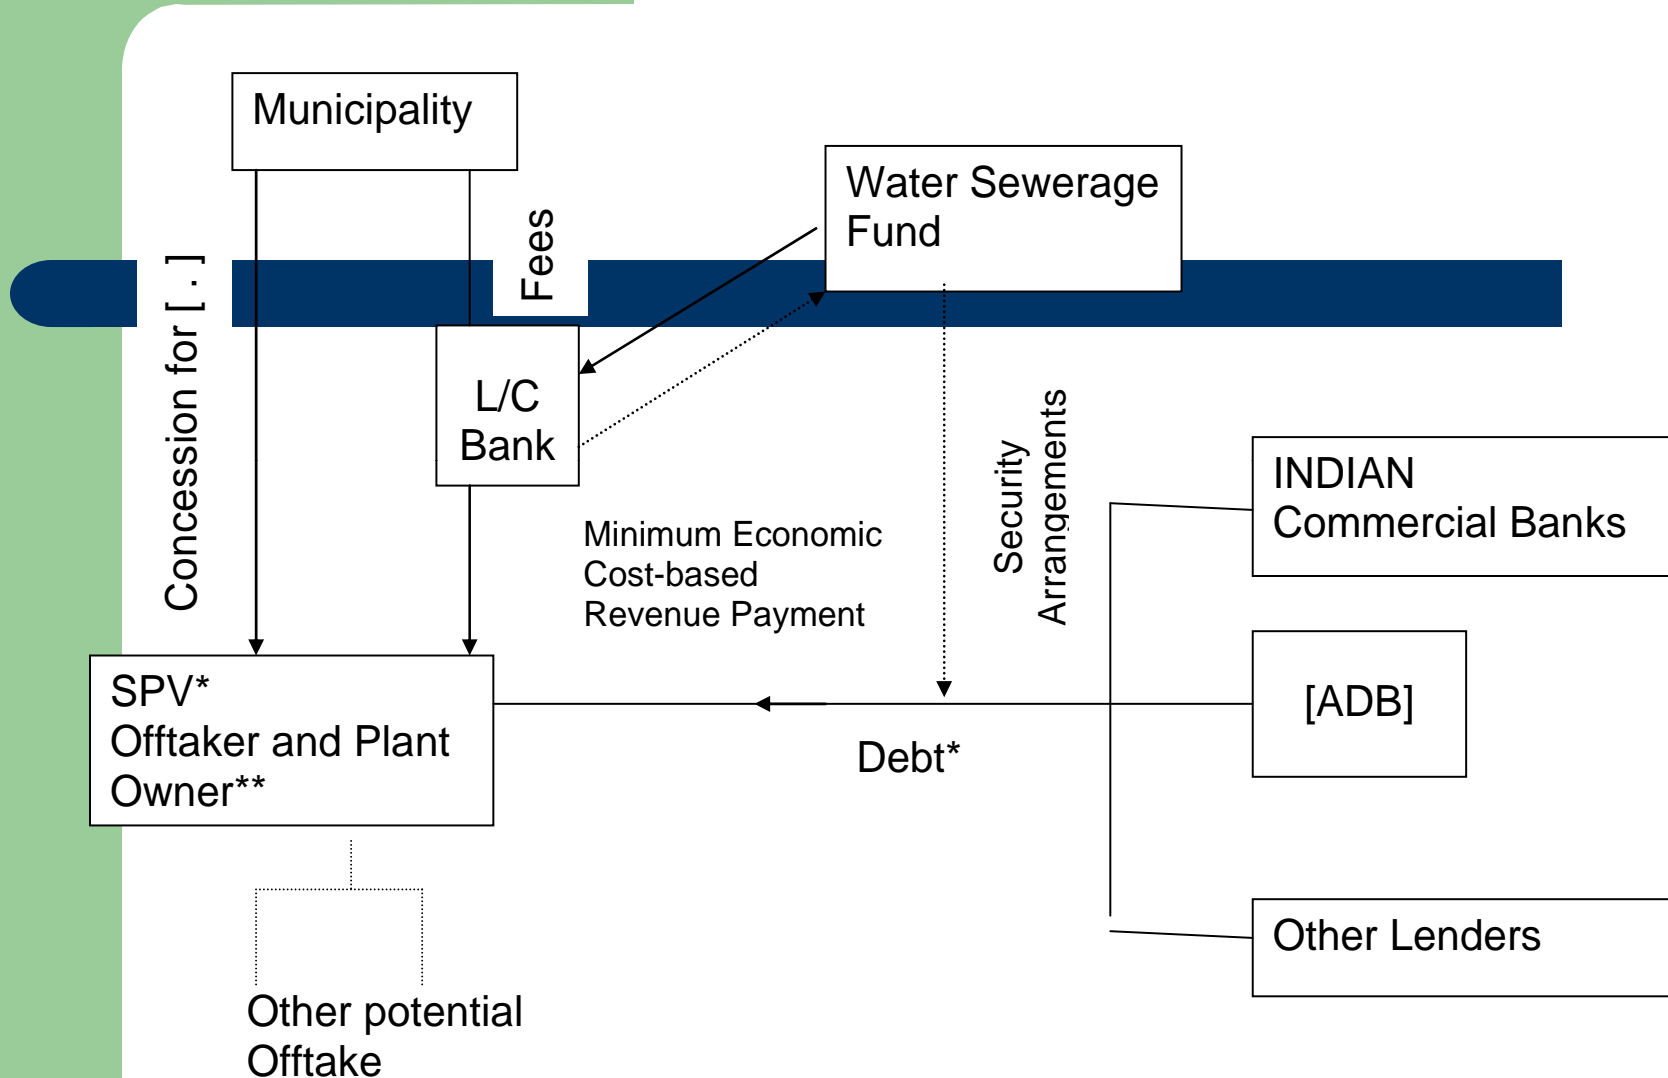 Municipality
Water Sewerage
Fund
Fees
Concession for [ . ]
L/C
Bank
Security
Arrangements
INDIAN
Commercial Banks
Minimum Economic
Cost-based
Revenue Payment
SPV*
Offtaker and Plant
Owner**
[ADB]
Debt*
Other Lenders
Other potential
Offtake